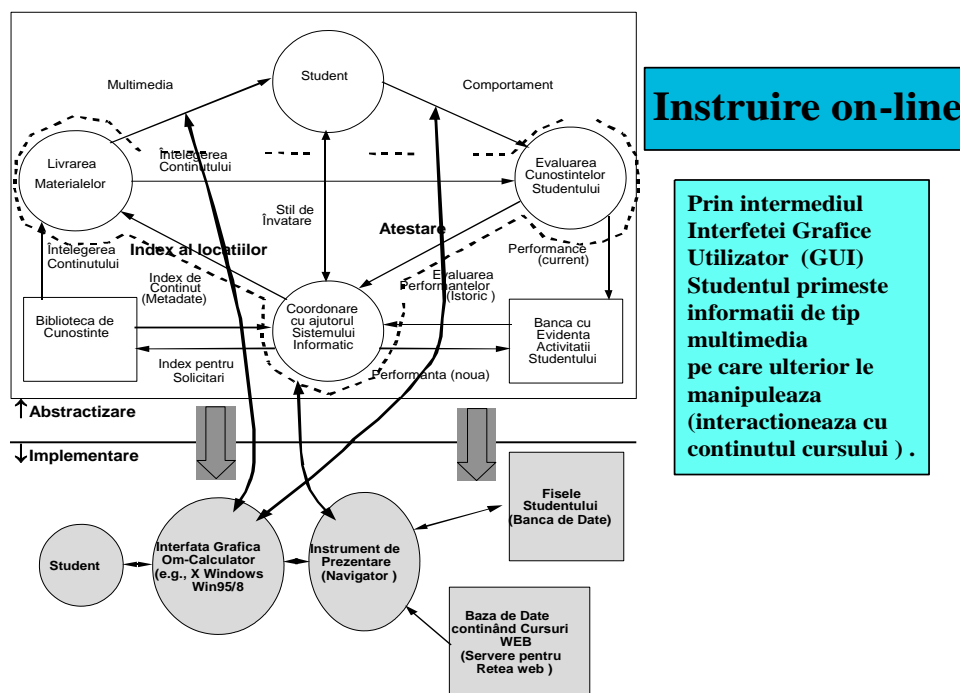 Student
Multimedia
Comportament
Livrarea
Materialelor
Întelegerea
Continutului
Evaluarea
Cunostintelor
Studentului
Stil de
Învatare
Atestare
Index al locatiilor
Întelegerea
Continutului
Index de
Continut
(Metadate)
Performance
(current)
Evaluarea
Performantelor
(Istoric )
Biblioteca de
Cunostinte
Coordonare
cu ajutorul
Sistemului
Informatic
Banca cu
Evidenta
Activitatii
Studentului
Index pentru
Solicitari
Performanta (noua)
↑Abstractizare
↓Implementare
Student
Interfata Grafica
Om-Calculator
(e.g., X Windows
Win95/8
Instrument de
Prezentare
(Navigator )
Fisele
Studentului
(Banca de Date)
Baza de Date
continând Cursuri
WEB
(Servere pentru
Retea web )
Instruire on-line
Prin intermediul
Interfetei Grafice
Utilizator (GUI)
Studentul primeste
informatii de tip
multimedia
pe care ulterior le
manipuleaza
(interactioneaza cu
continutul cursului ) .